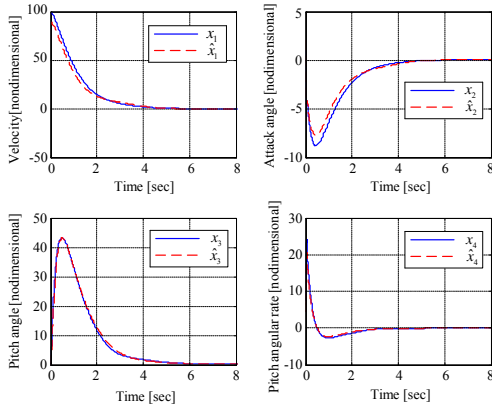 100
50
0
50
0 2 4 6 8
Velocity[nondimensional]
Time [sec]
x₁
x̂₁
5
0
-5
-10
0 2 4 6 8
Attack angle [nodimensional]
Time [sec]
x₂
x̂₂
50
40
30
20
10
0
0 2 4 6 8
Pitch angle [nodimensional]
Time [sec]
x₃
x̂₃
30
20
10
0
-10
0 2 4 6 8
Pitch angular rate [nodimensional]
Time [sec]
x₄
x̂₄